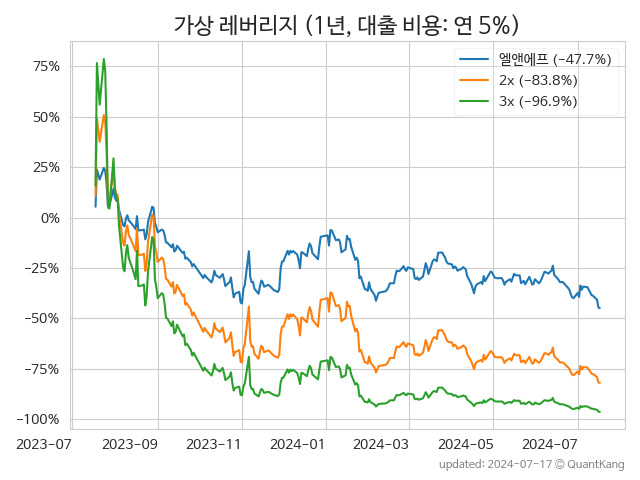 가상 레버리지 (1년, 대출 비용: 연 5%)
엘앤에프 (−47.7%)
2x (−83.8%)
3x (−96.9%)
75%
50%
25%
0%
−25%
−50%
−75%
−100%
2023-07 2023-09 2023-11 2024-01 2024-03 2024-05 2024-07
updated: 2024-07-17 © QuantKang